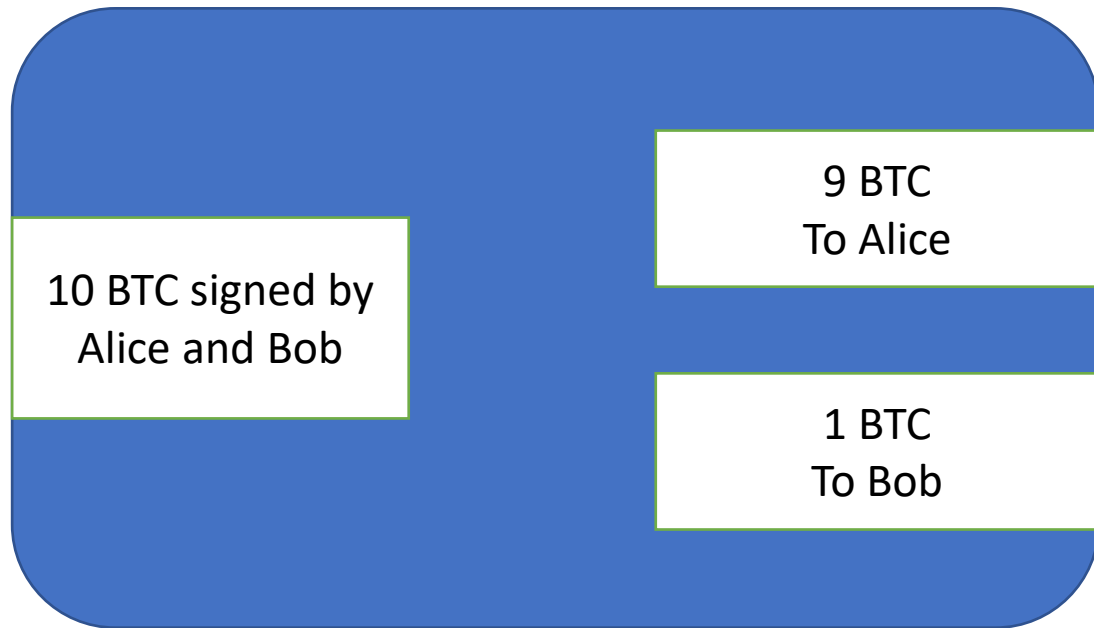 10 BTC signed by
Alice and Bob
9 BTC
To Alice
1 BTC
To Bob